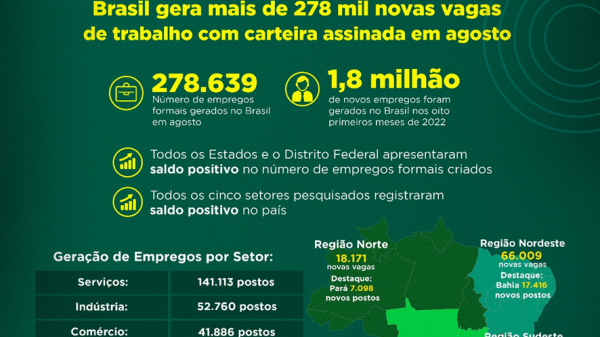 Brasil gera mais de 278 mil novas vagas
de trabalho com carteira assinada em agosto
278.639
Número de empregos
formais gerados no Brasil
em agosto
1,8 milhão
de novos empregos foram
gerados no Brasil nos oito
primeiros meses de 2022
Todos os Estados e o Distrito Federal apresentaram
saldo positivo no número de empregos formais criados
Todos os cinco setores pesquisados registraram
saldo positivo no país
Geração de Empregos por Setor:
Serviços: 141.113 postos
Indústria: 52.760 postos
Comércio: 41.886 postos
Região Norte
18.171
novas vagas
Destaque:
Pará 7.098
novos postos
Região Nordeste
66.009
novas vagas
Destaque:
Bahia 17.416
novos postos
Região Sudeste